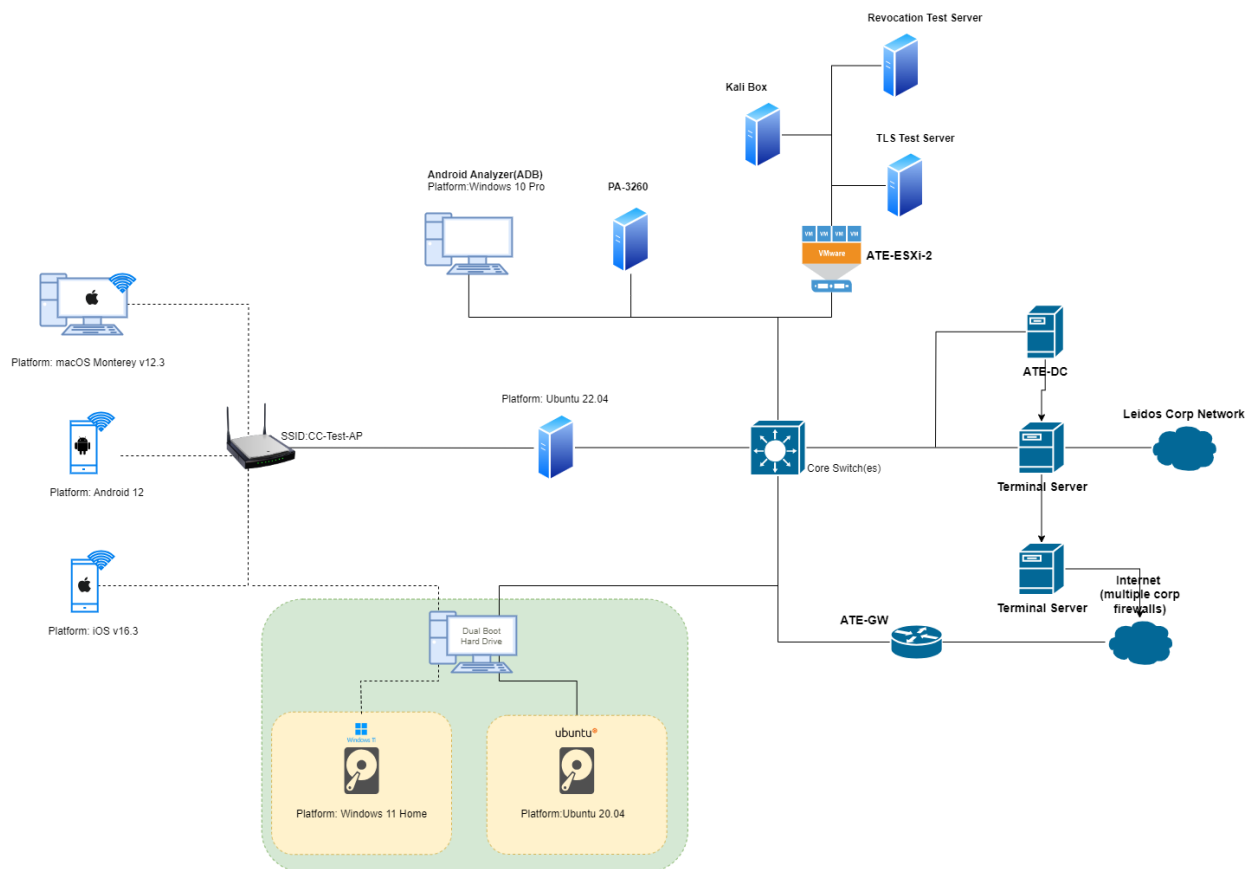 Revocation Test Server
Kali Box
TLS Test Server
Android Analyzer(ADB)
Platform:Windows 10 Pro
PA-3260
VM VM VM VM
VMware
ATE-ESXi-2
Platform: macOS Monterey v12.3
ATE-DC
Platform: Ubuntu 22.04
Leidos Corp Network
SSID:CC-Test-AP
Core Switch(es)
Platform: Android 12
Terminal Server
Internet
(multiple corp
firewalls)
Terminal Server
Platform: iOS v16.3
ATE-GW
Dual Boot
Hard Drive
Windows 11
ubuntu
Platform: Windows 11 Home
Platform:Ubuntu 20.04